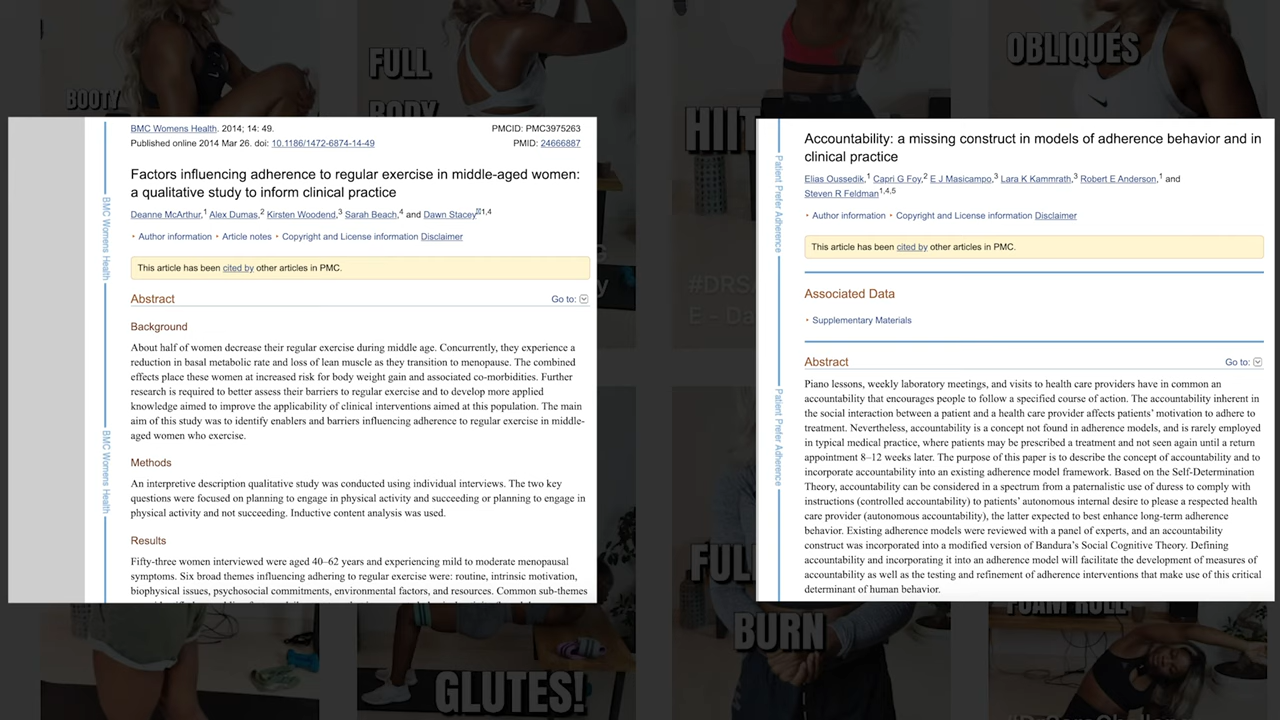 BOOTY
FULL
BODY
HIIT
OBLIQUES
BMC Womens Health. 2014; 14: 49.
PMCID: PMC3975263
Published online 2014 Mar 26. doi: 10.1186/1472-6874-14-49
PMID: 24666887
Factors influencing adherence to regular exercise in middle-aged women:
a qualitative study to inform clinical practice
Deanne McArthur,1 Alex Dumas,2 Kirsten Woodend,3 Sarah Beach,4 and Dawn Stacey✉1,4
• Author information • Article notes • Copyright and License information Disclaimer
This article has been cited by other articles in PMC.
Abstract
Go to:
Background
About half of women decrease their regular exercise during middle age. Concurrently, they experience a
reduction in basal metabolic rate and loss of lean muscle as they transition to menopause. The combined
effects place these women at increased risk for body weight gain and associated co-morbidities. Further
research is required to better assess their barriers to regular exercise and to develop more applied
knowledge aimed to improve the applicability of clinical interventions aimed at this population. The main
aim of this study was to identify enablers and barriers influencing adherence to regular exercise in middle-
aged women who exercise.
Methods
An interpretive description qualitative study was conducted using individual interviews. The two key
questions were focused on planning to engage in physical activity and succeeding or planning to engage in
physical activity and not succeeding. Inductive content analysis was used.
Results
Fifty-three women interviewed were aged 40–62 years and experiencing mild to moderate menopausal
symptoms. Six broad themes influencing adhering to regular exercise were: routine, intrinsic motivation,
biophysical issues, psychosocial commitments, environmental factors, and resources. Common sub-themes
BMC Womens Health
BMC Womens Health
Accountability: a missing construct in models of adherence behavior and in
clinical practice
Elias Oussedik,1 Capri G Foy,2 E J Masicampo,3 Lara K Kammrath,3 Robert E Anderson,1 and
Steven R Feldman1,4,5
• Author information • Copyright and License information Disclaimer
This article has been cited by other articles in PMC.
Associated Data
• Supplementary Materials
Abstract
Go to:
Piano lessons, weekly laboratory meetings, and visits to health care providers have in common an
accountability that encourages people to follow a specified course of action. The accountability inherent in
the social interaction between a patient and a health care provider affects patients' motivation to adhere to
treatment. Nevertheless, accountability is a concept not found in adherence models, and is rarely employed
in typical medical practice, where patients may be prescribed a treatment and not seen again until a return
appointment 8–12 weeks later. The purpose of this paper is to describe the concept of accountability and to
incorporate accountability into an existing adherence model framework. Based on the Self-Determination
Theory, accountability can be considered in a spectrum from a paternalistic use of duress to comply with
instructions (controlled accountability) to patients' autonomous internal desire to please a respected health
care provider (autonomous accountability), the latter expected to best enhance long-term adherence
behavior. Existing adherence models were reviewed with a panel of experts, and an accountability
construct was incorporated into a modified version of Bandura's Social Cognitive Theory. Defining
accountability and incorporating it into an adherence model will facilitate the development of measures of
accountability as well as the testing and refinement of adherence interventions that make use of this critical
determinant of human behavior.
Patient Prefer Adherence
Patient Prefer Adherence
#DRS
E - Da
FULL
BURN
FOAM ROLL
GLUTES!